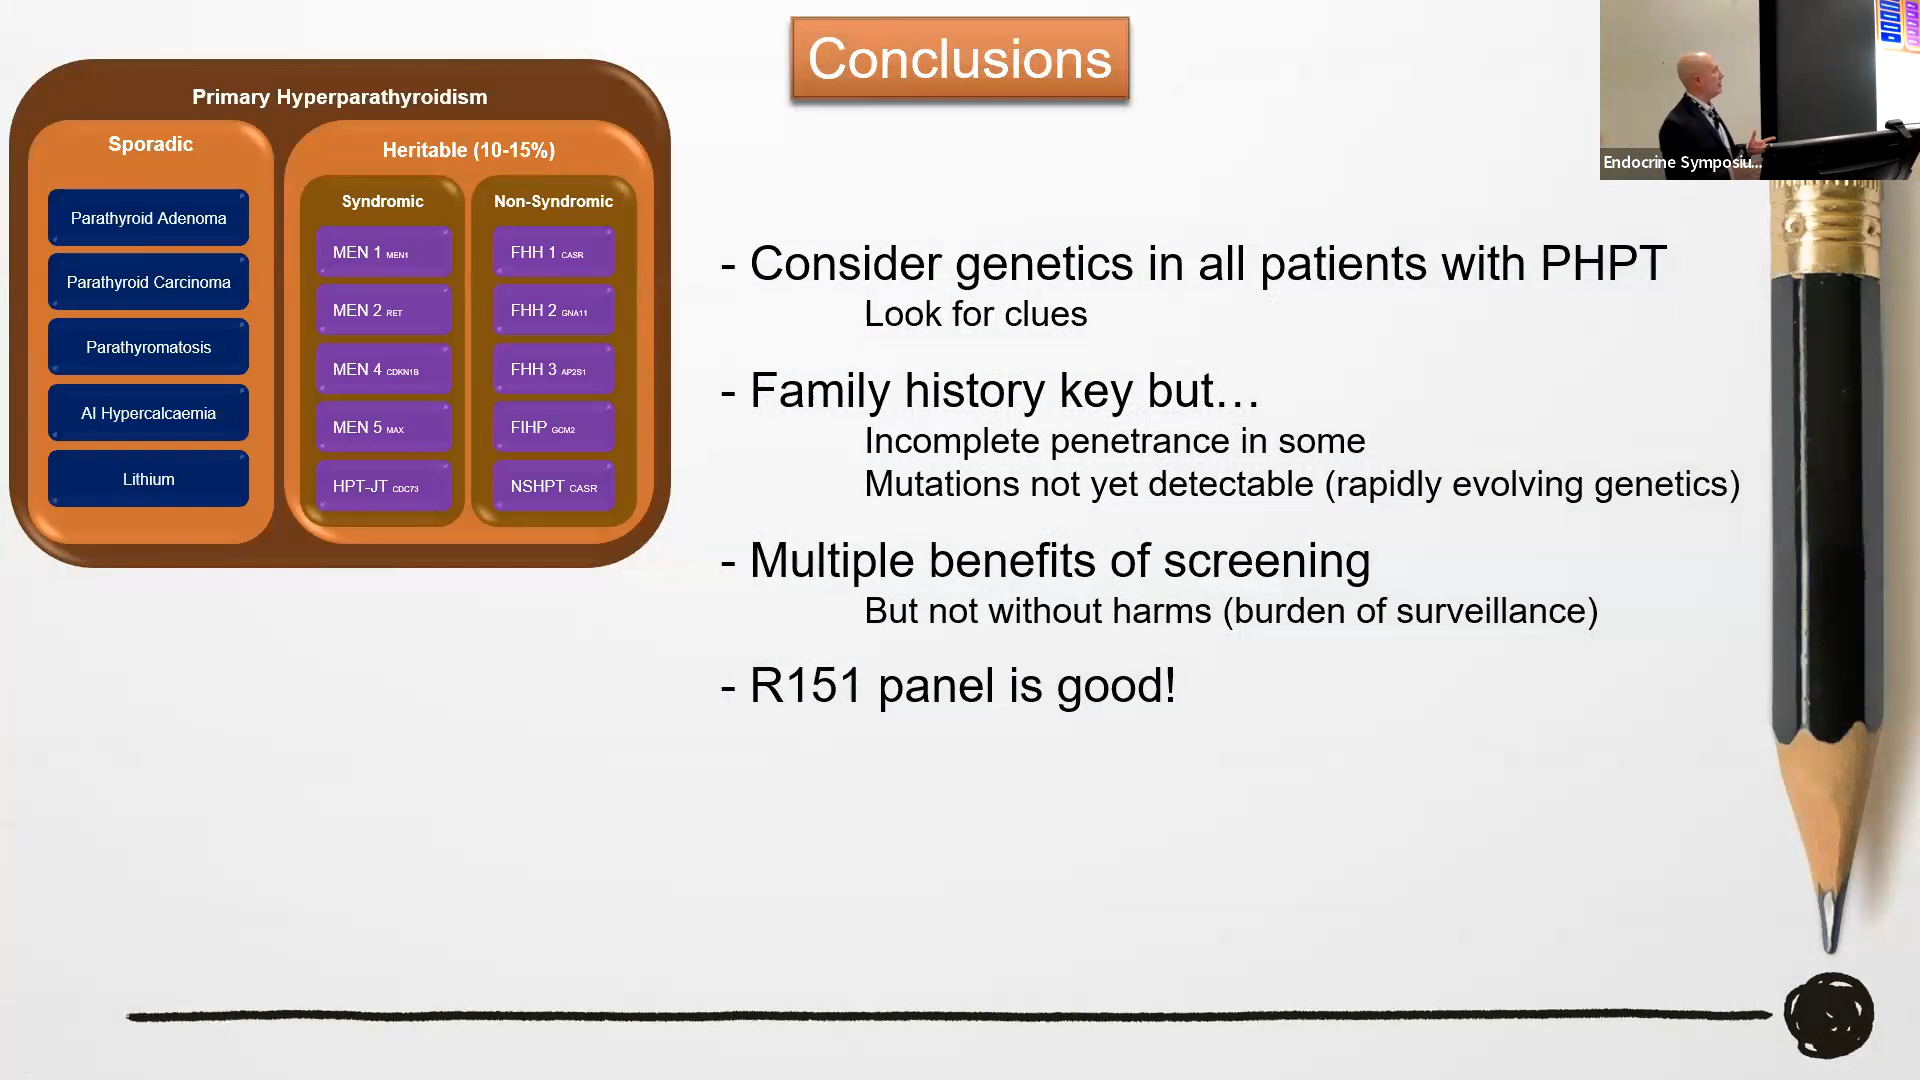 Conclusions
Primary Hyperparathyroidism
Sporadic
Parathyroid Adenoma
Parathyroid Carcinoma
Parathyromatosis
AI Hypercalcaemia
Lithium
Heritable (10-15%)
Syndromic
MEN 1 MEN1
MEN 2 RET
MEN 4 CDKN1B
MEN 5 MAX
HPT-JT CDC73
Non-Syndromic
FHH 1 CASR
FHH 2 GNA11
FHH 3 AP2S1
FIHP GCM2
NSHPT CASR
- Consider genetics in all patients with PHPT
Look for clues
- Family history key but…
Incomplete penetrance in some
Mutations not yet detectable (rapidly evolving genetics)
- Multiple benefits of screening
But not without harms (burden of surveillance)
- R151 panel is good!
Endocrine Symposiu...